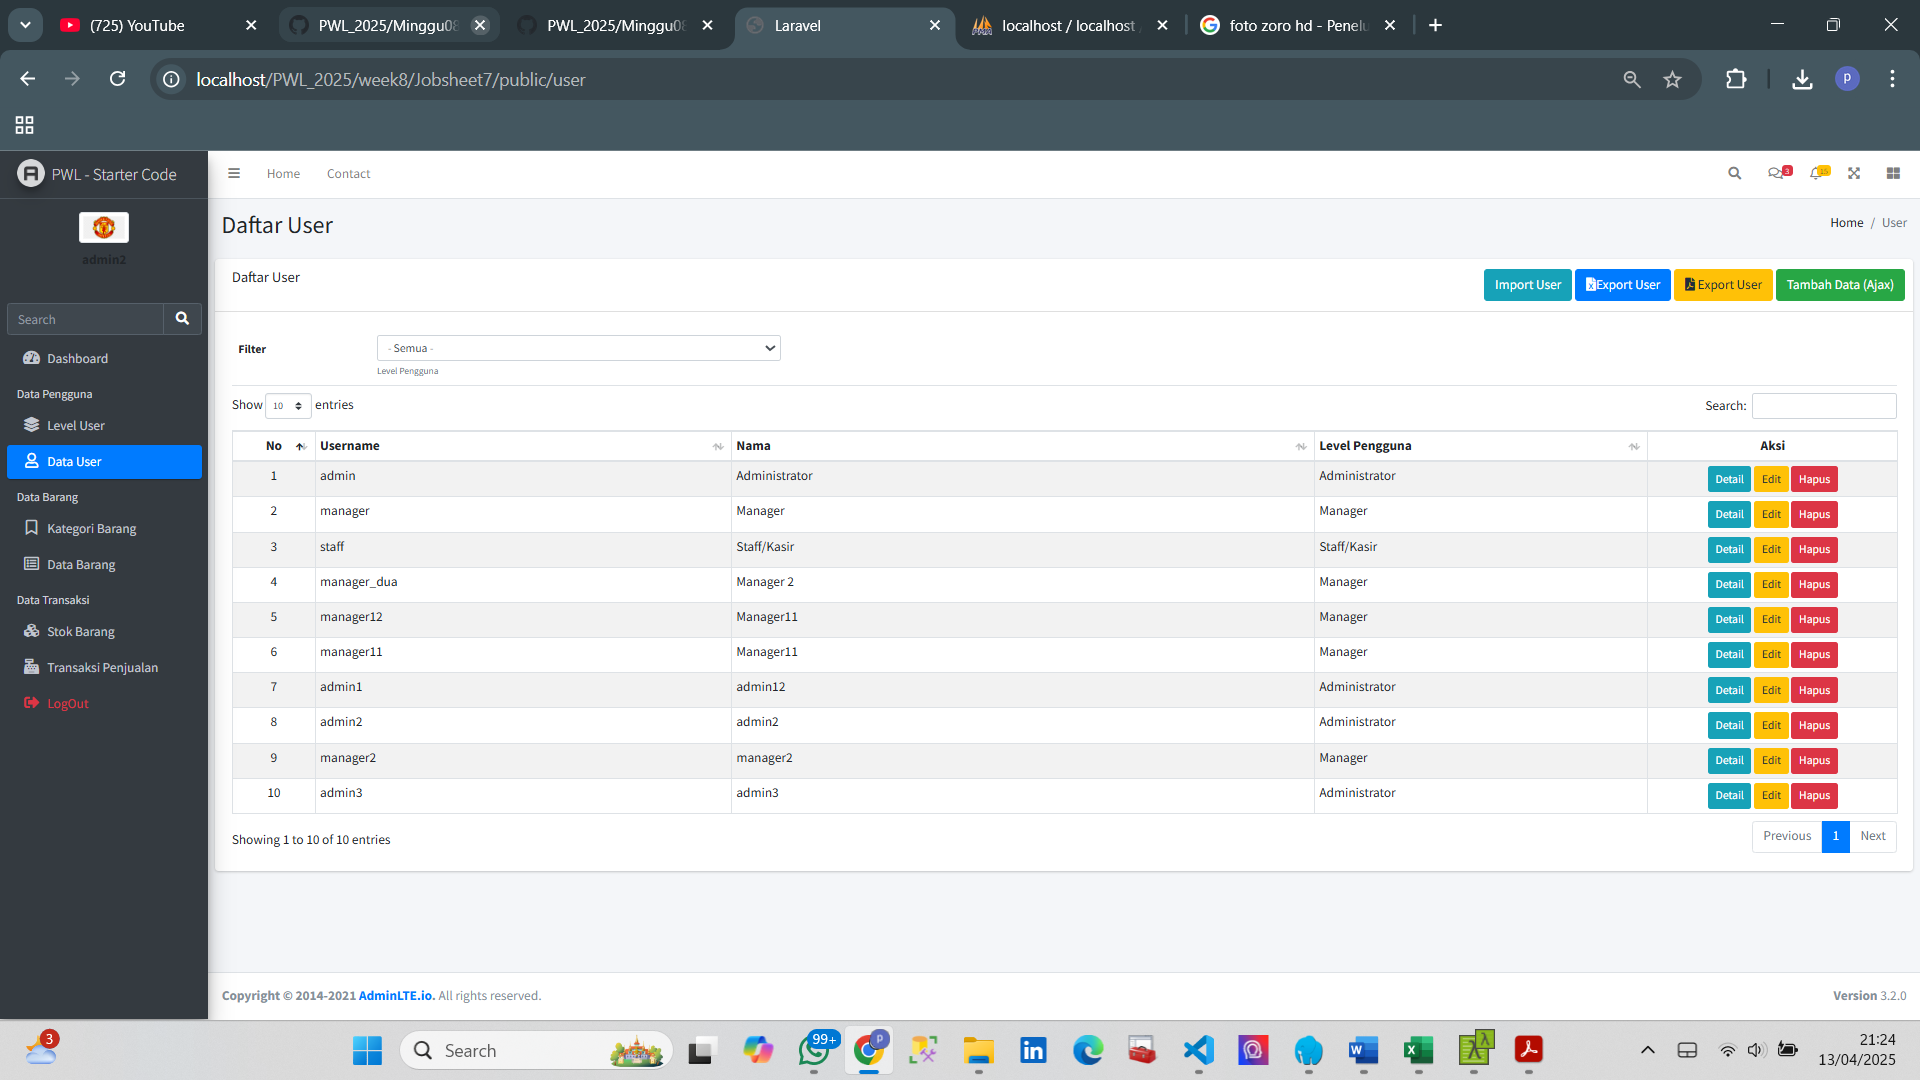 (725) YouTube
PWL_2025/Minggu08
PWL_2025/Minggu08
Laravel
localhost / localhost
foto zoro hd - Penelu
localhost/PWL_2025/week8/Jobsheet7/public/user
P
PWL - Starter Code
Home
Contact
3
15
admin2
Daftar User
Home / User
Search
Daftar User
Import User
Export User
Export User
Tambah Data (Ajax)
Filter
- Semua -
Level Pengguna
Dashboard
Data Pengguna
Level User
Data User
Data Barang
Kategori Barang
Data Barang
Data Transaksi
Stok Barang
Transaksi Penjualan
LogOut
Show 10 entries
Search:
No Username Nama Level Pengguna Aksi
1 admin Administrator Administrator Detail Edit Hapus
2 manager Manager Manager Detail Edit Hapus
3 staff Staff/Kasir Staff/Kasir Detail Edit Hapus
4 manager_dua Manager 2 Manager Detail Edit Hapus
5 manager12 Manager11 Manager Detail Edit Hapus
6 manager11 Manager11 Manager Detail Edit Hapus
7 admin1 admin12 Administrator Detail Edit Hapus
8 admin2 admin2 Administrator Detail Edit Hapus
9 manager2 manager2 Manager Detail Edit Hapus
10 admin3 admin3 Administrator Detail Edit Hapus
Showing 1 to 10 of 10 entries
Previous 1 Next
Copyright © 2014-2021 AdminLTE.io. All rights reserved.
Version 3.2.0
3
Search
99+
21:24
13/04/2025